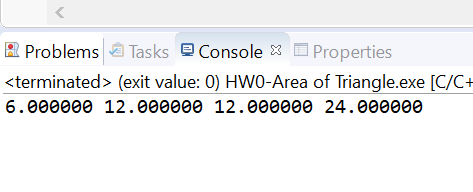 Problems Tasks Console Properties
<terminated> (exit value: 0) HW0-Area of Triangle.exe [C/C+
6.000000 12.000000 12.000000 24.000000